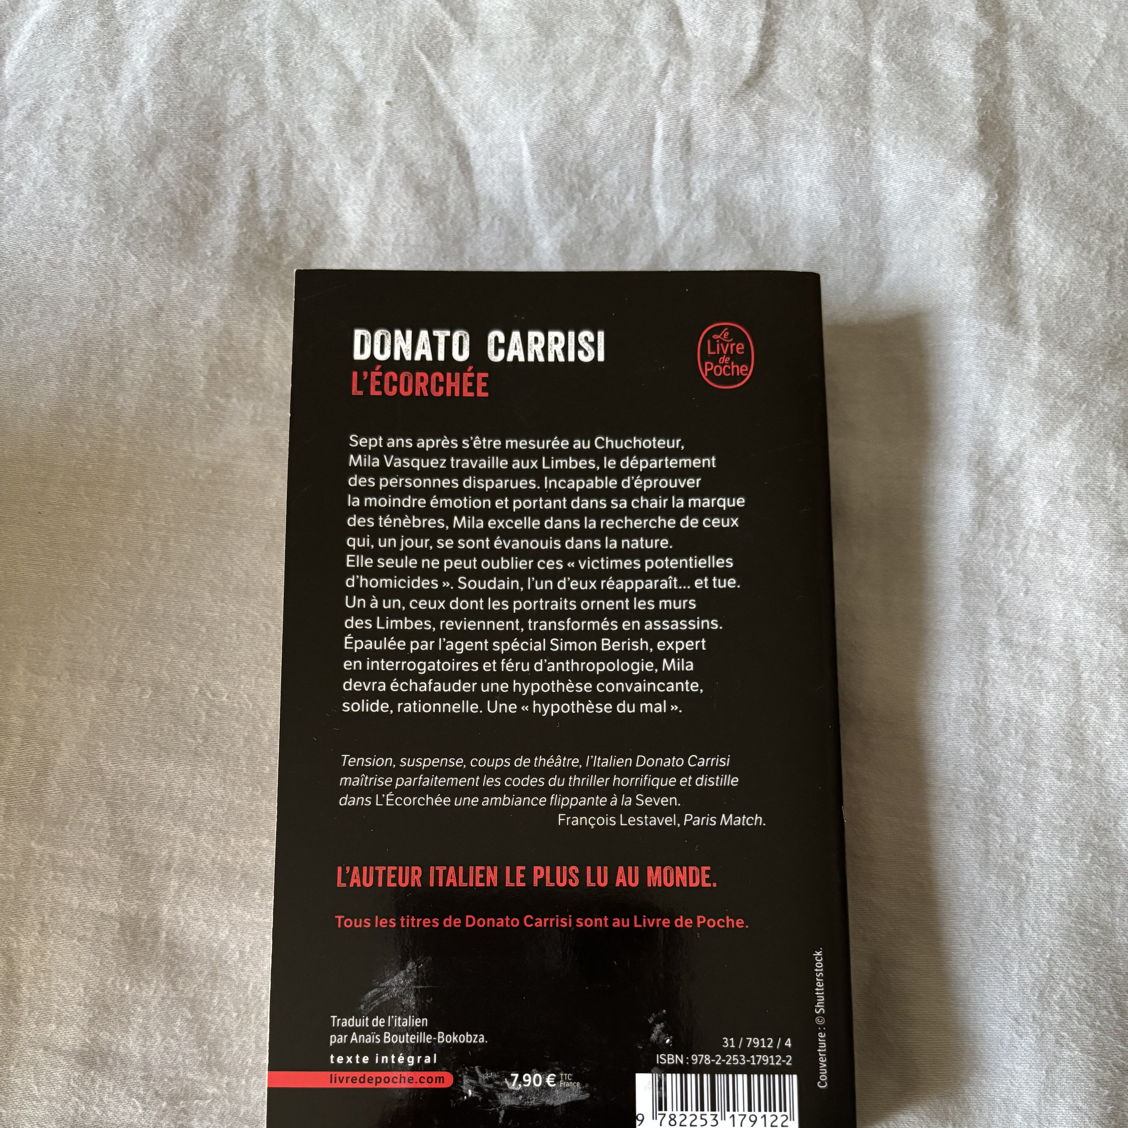 DONATO CARRISI
L'ÉCORCHÉE
Le
Livre
de
Poche
Sept ans après s'être mesurée au Chuchoteur,
Mila Vasquez travaille aux Limbes, le département
des personnes disparues. Incapable d'éprouver
la moindre émotion et portant dans sa chair la marque
des ténèbres, Mila excelle dans la recherche de ceux
qui, un jour, se sont évanouis dans la nature.
Elle seule ne peut oublier ces « victimes potentielles
d'homicides ». Soudain, l'un d'eux réapparaît... et tue.
Un à un, ceux dont les portraits ornent les murs
des Limbes, reviennent, transformés en assassins.
Épaulée par l'agent spécial Simon Berish, expert
en interrogatoires et féru d'anthropologie, Mila
devra échafauder une hypothèse convaincante,
solide, rationnelle. Une « hypothèse du mal ».
Tension, suspense, coups de théâtre, l'Italien Donato Carrisi
maîtrise parfaitement les codes du thriller horrifique et distille
dans L'Écorchée une ambiance flippante à la Seven.
François Lestavel, Paris Match.
L'AUTEUR ITALIEN LE PLUS LU AU MONDE.
Tous les titres de Donato Carrisi sont au Livre de Poche.
Traduit de l'italien
par Anaïs Bouteille-Bokobza.
texte intégral
livredepoche.com
7,90 € TTC
France
31 / 7912 / 4
ISBN : 978-2-253-17912-2
9 782253 179122
Couverture : © Shutterstock.